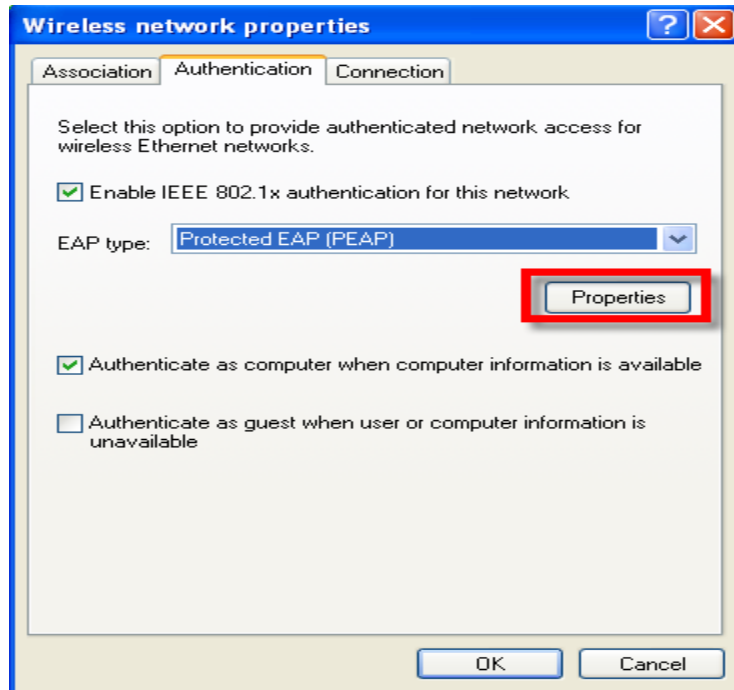 Wireless network properties
Association Authentication Connection
Select this option to provide authenticated network access for
wireless Ethernet networks.
Enable IEEE 802.1x authentication for this network
EAP type: Protected EAP (PEAP)
Properties
Authenticate as computer when computer information is available
Authenticate as guest when user or computer information is
unavailable
OK Cancel